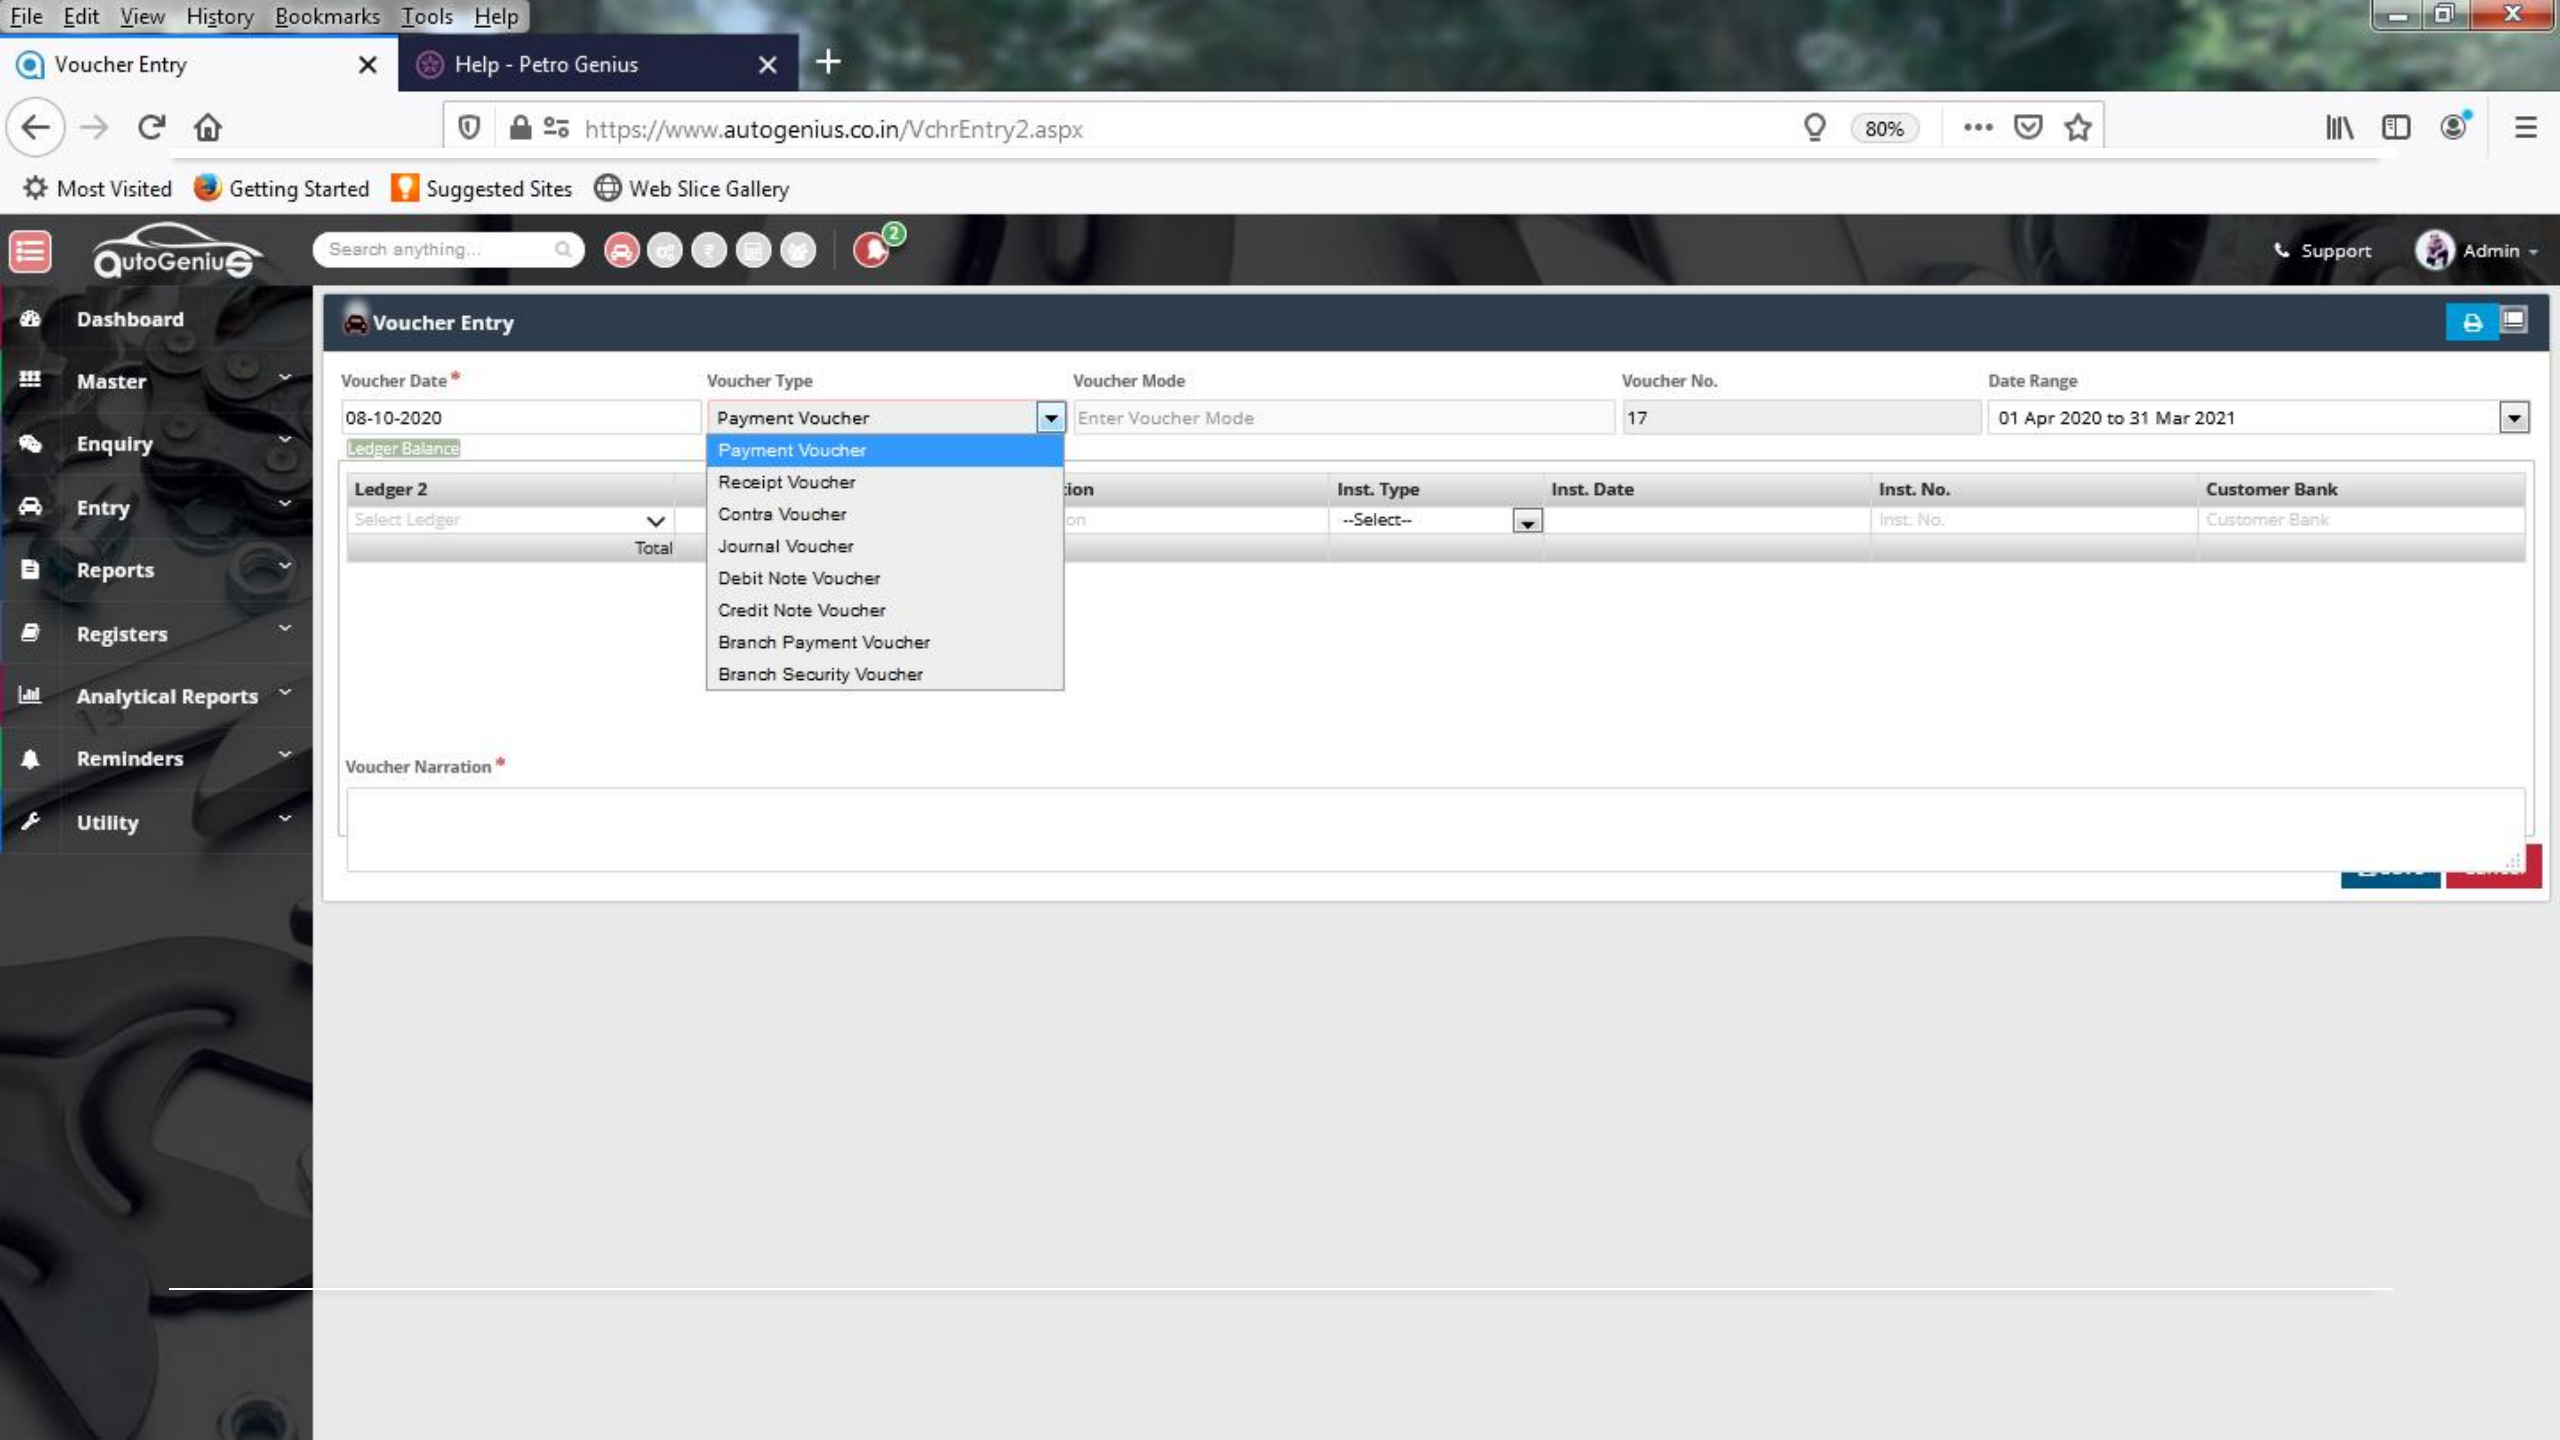 File Edit View History Bookmarks Tools Help
Voucher Entry
Help - Petro Genius
https://www.autogenius.co.in/VchrEntry2.aspx
80%
Most Visited Getting Started Suggested Sites Web Slice Gallery
AutoGeniuS
Search anything...
2
Support
Admin
Dashboard
Master
Enquiry
Entry
Reports
Registers
Analytical Reports
Reminders
Utility
Voucher Entry
Voucher Date * Voucher Type Voucher Mode Voucher No. Date Range
08-10-2020 Payment Voucher Enter Voucher Mode 17 01 Apr 2020 to 31 Mar 2021
Ledger Balance
Payment Voucher
Receipt Voucher
Contra Voucher
Journal Voucher
Debit Note Voucher
Credit Note Voucher
Branch Payment Voucher
Branch Security Voucher
Ledger 2 Inst. Type Inst. Date Inst. No. Customer Bank
Select Ledger --Select-- Inst. No. Customer Bank
Total
Voucher Narration *